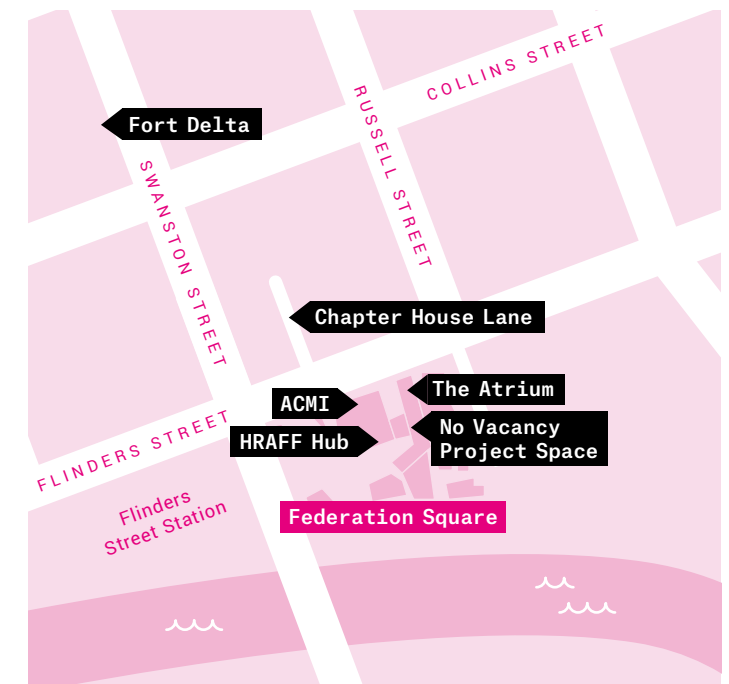 COLLINS STREET
RUSSELL STREET
Fort Delta
SWANSTON STREET
Chapter House Lane
The Atrium
ACMI
No Vacancy
Project Space
HRAFF Hub
FLINDERS STREET
Flinders
Street Station
Federation Square